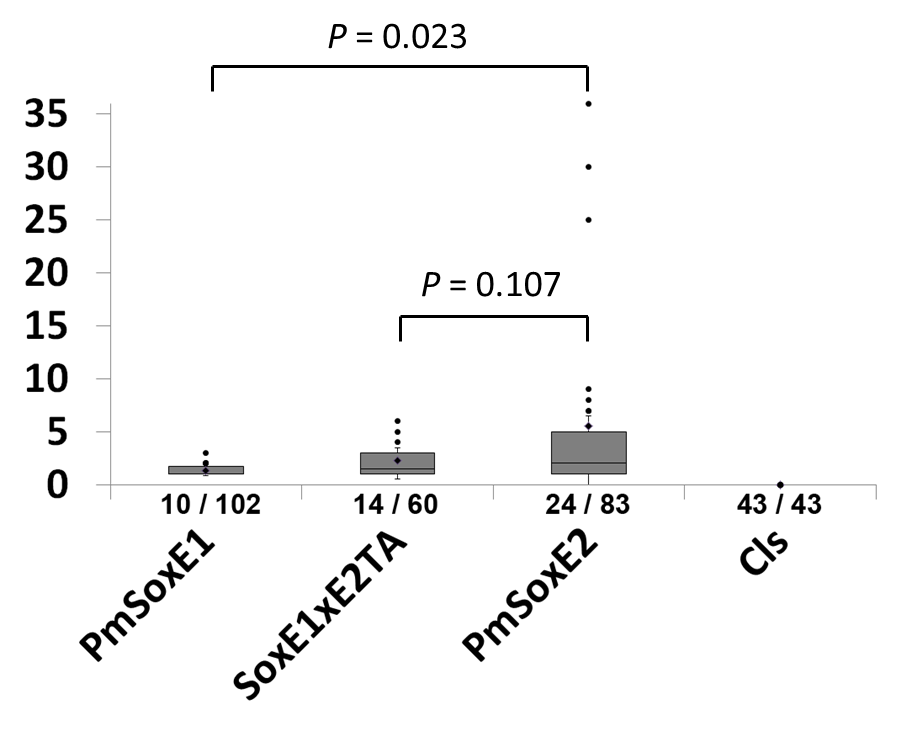 P = 0.023
35
30
25
20
P = 0.107
15
10
5
0
10 / 102
14 / 60
24 / 83
43 / 43
PmSoxE1
SoxE1xE2TA
PmSoxE2
Cls